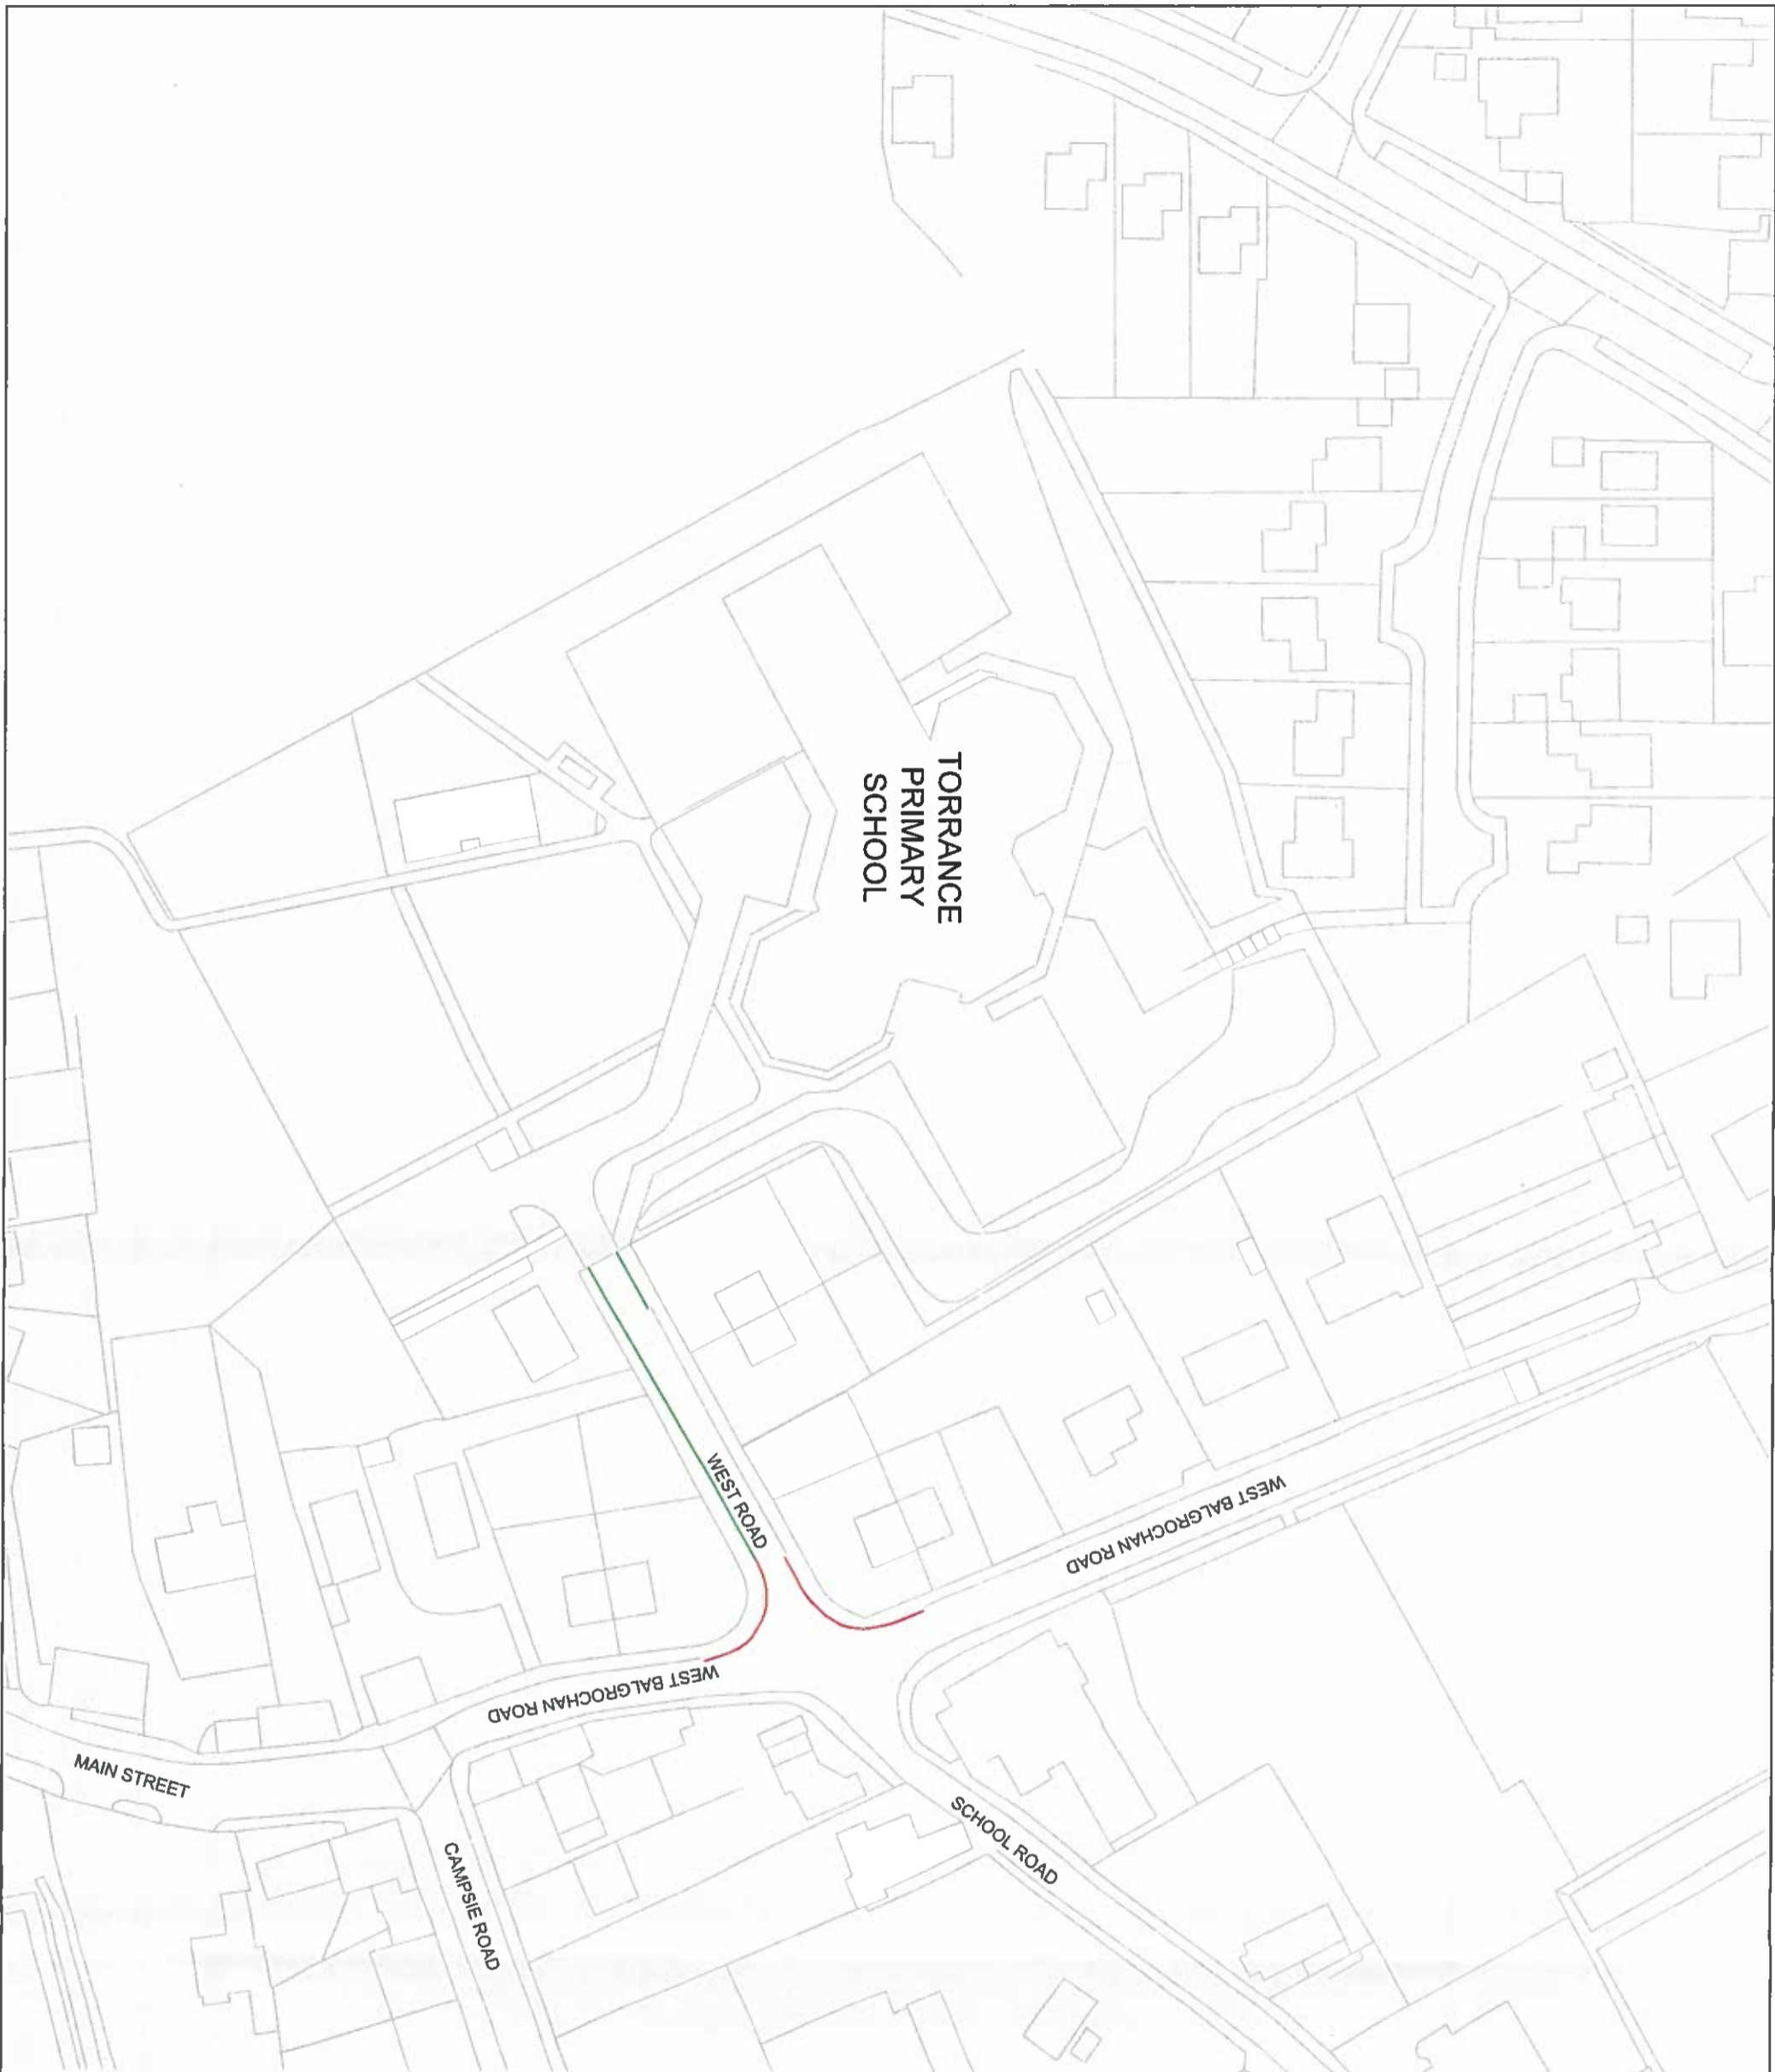 TORRANCE
PRIMARY
SCHOOL
WEST ROAD
WEST BALGROCHAN ROAD
WEST BALGROCHAN ROAD
MAIN STREET
SCHOOL ROAD
CAMPSIE ROAD